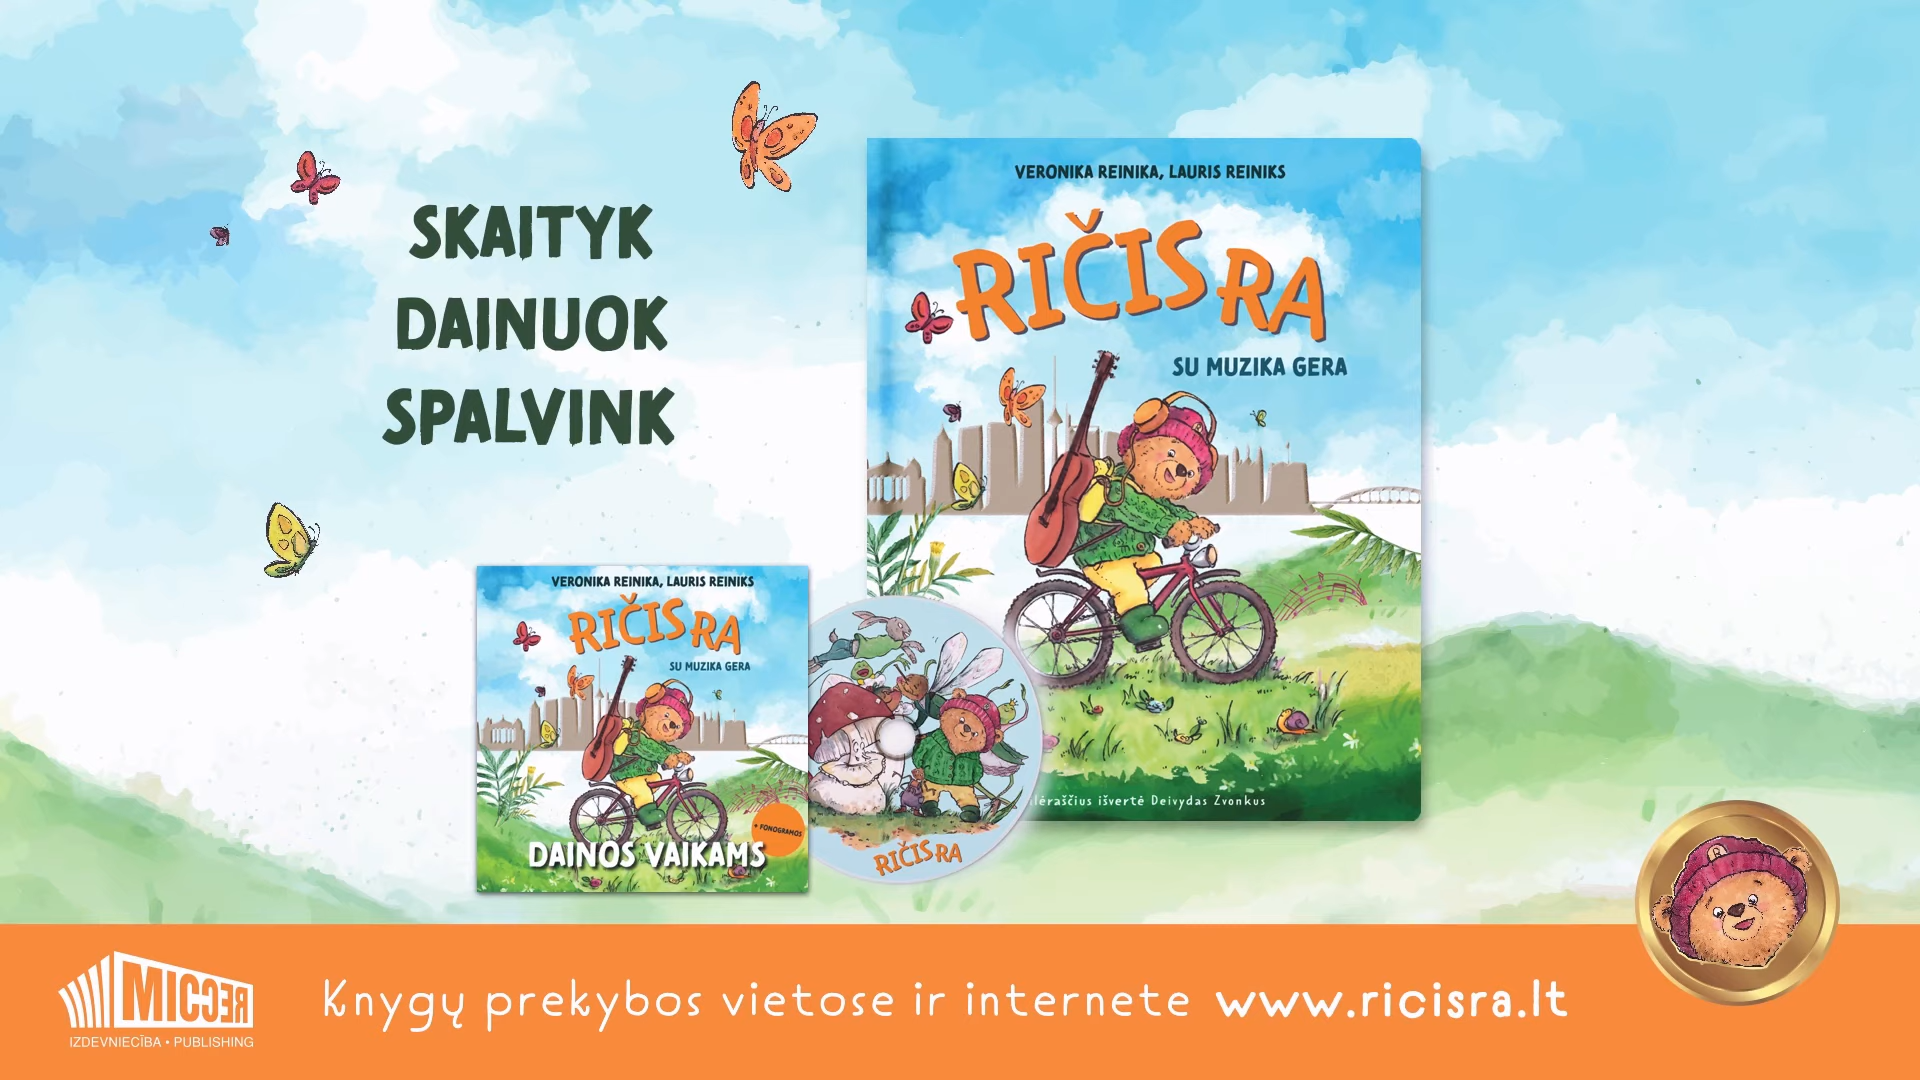 SKAITYK
DAINUOK
SPALVINK
VERONIKA REINIKA, LAURIS REINIKS
RIČIS RA
SU MUZIKA GERA
išvertė Deivydas Zvonkus
VERONIKA REINIKA, LAURIS REINIKS
RIČIS RA
SU MUZIKA GERA
+ FONOGRAMOS
DAINOS VAIKAMS
RIČIS RA
R
MICREC
IZDEVNIECĪBA • PUBLISHING
Knygų prekybos vietose ir internete www.ricisra.lt